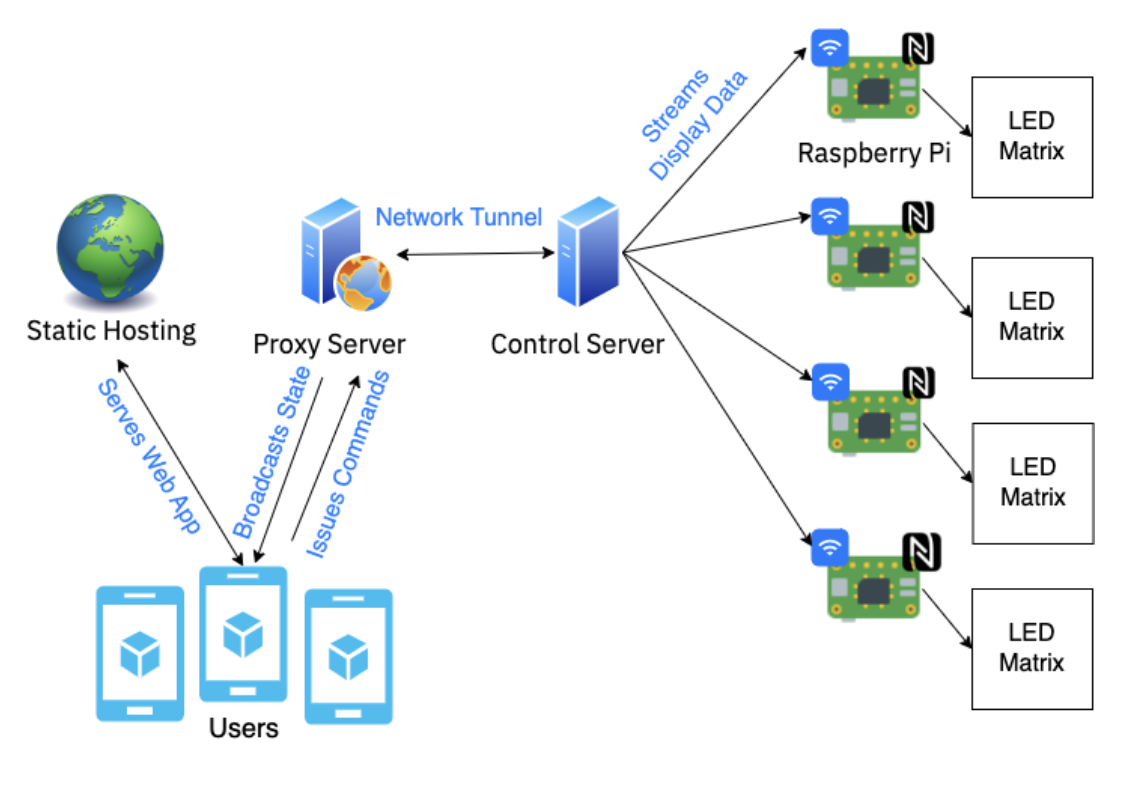 Streams
Display Data
Raspberry Pi
LED
Matrix
Network Tunnel
LED
Matrix
Static Hosting
Proxy Server
Control Server
Serves Web App
Broadcasts State
Issues Commands
LED
Matrix
LED
Matrix
Users